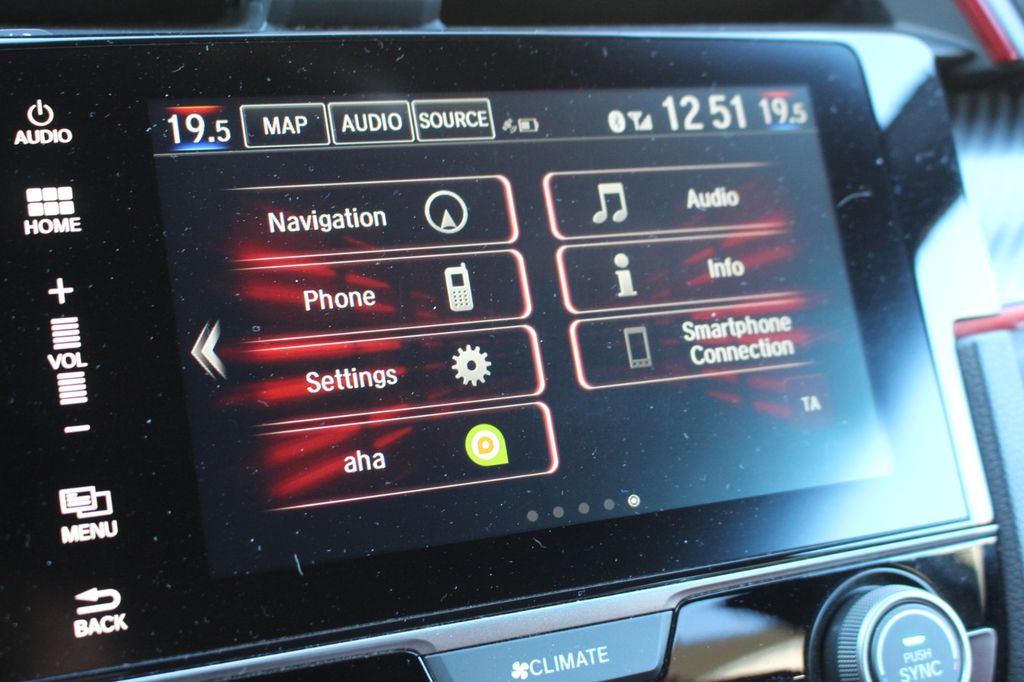 AUDIO
HOME
+
VOL
-
MENU
BACK
19.5 MAP AUDIO SOURCE 12 51 19.5
Navigation
Phone
Settings
aha
Audio
Info
Smartphone
Connection
TA
CLIMATE
PUSH
SYNC